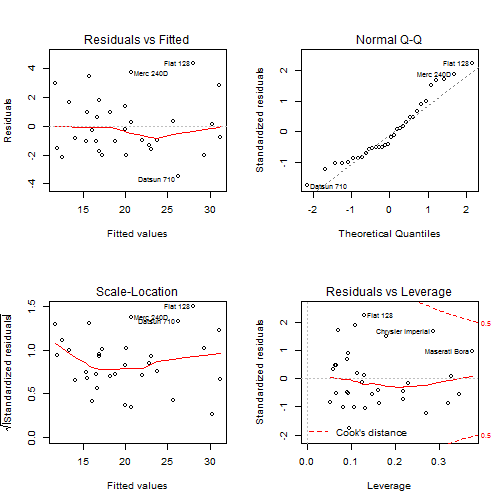 Residuals vs Fitted
Residuals
4
2
0
-2
-4
Flat 128
Merc 240D
Datsun 710
15 20 25 30
Fitted values
Normal Q-Q
Standardized residuals
2
1
0
-1
Flat 128
Merc 240D
Datsun 710
-2 -1 0 1 2
Theoretical Quantiles
Scale-Location
√|Standardized residuals|
1.5
1.0
0.5
0.0
Flat 128
Merc 240D
Datsun 710
15 20 25 30
Fitted values
Residuals vs Leverage
Standardized residuals
2
1
0
-1
-2
Flat 128
Chrysler Imperial
Maserati Bora
0.5
0.5
Cook's distance
0.0 0.1 0.2 0.3
Leverage